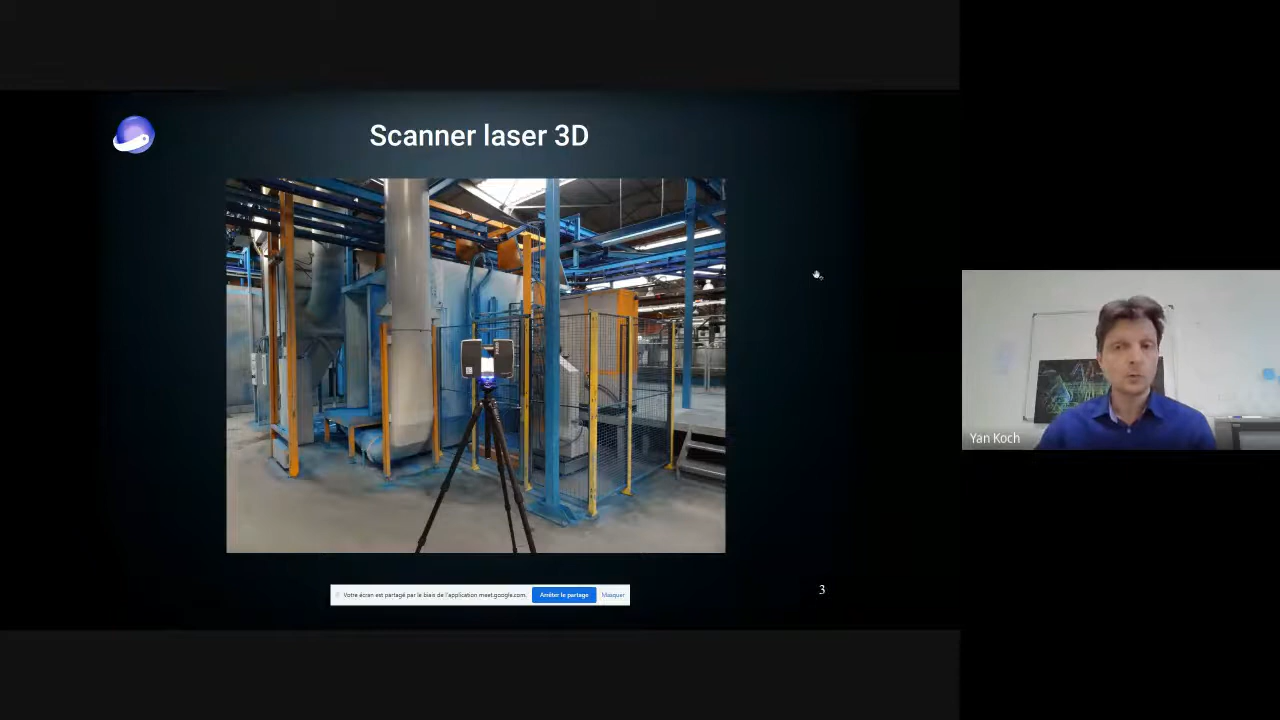 Scanner laser 3D
Yan Koch
Votre écran est partagé par le biais de l'application meet.google.com.
Arrêter le partage
Masquer
3